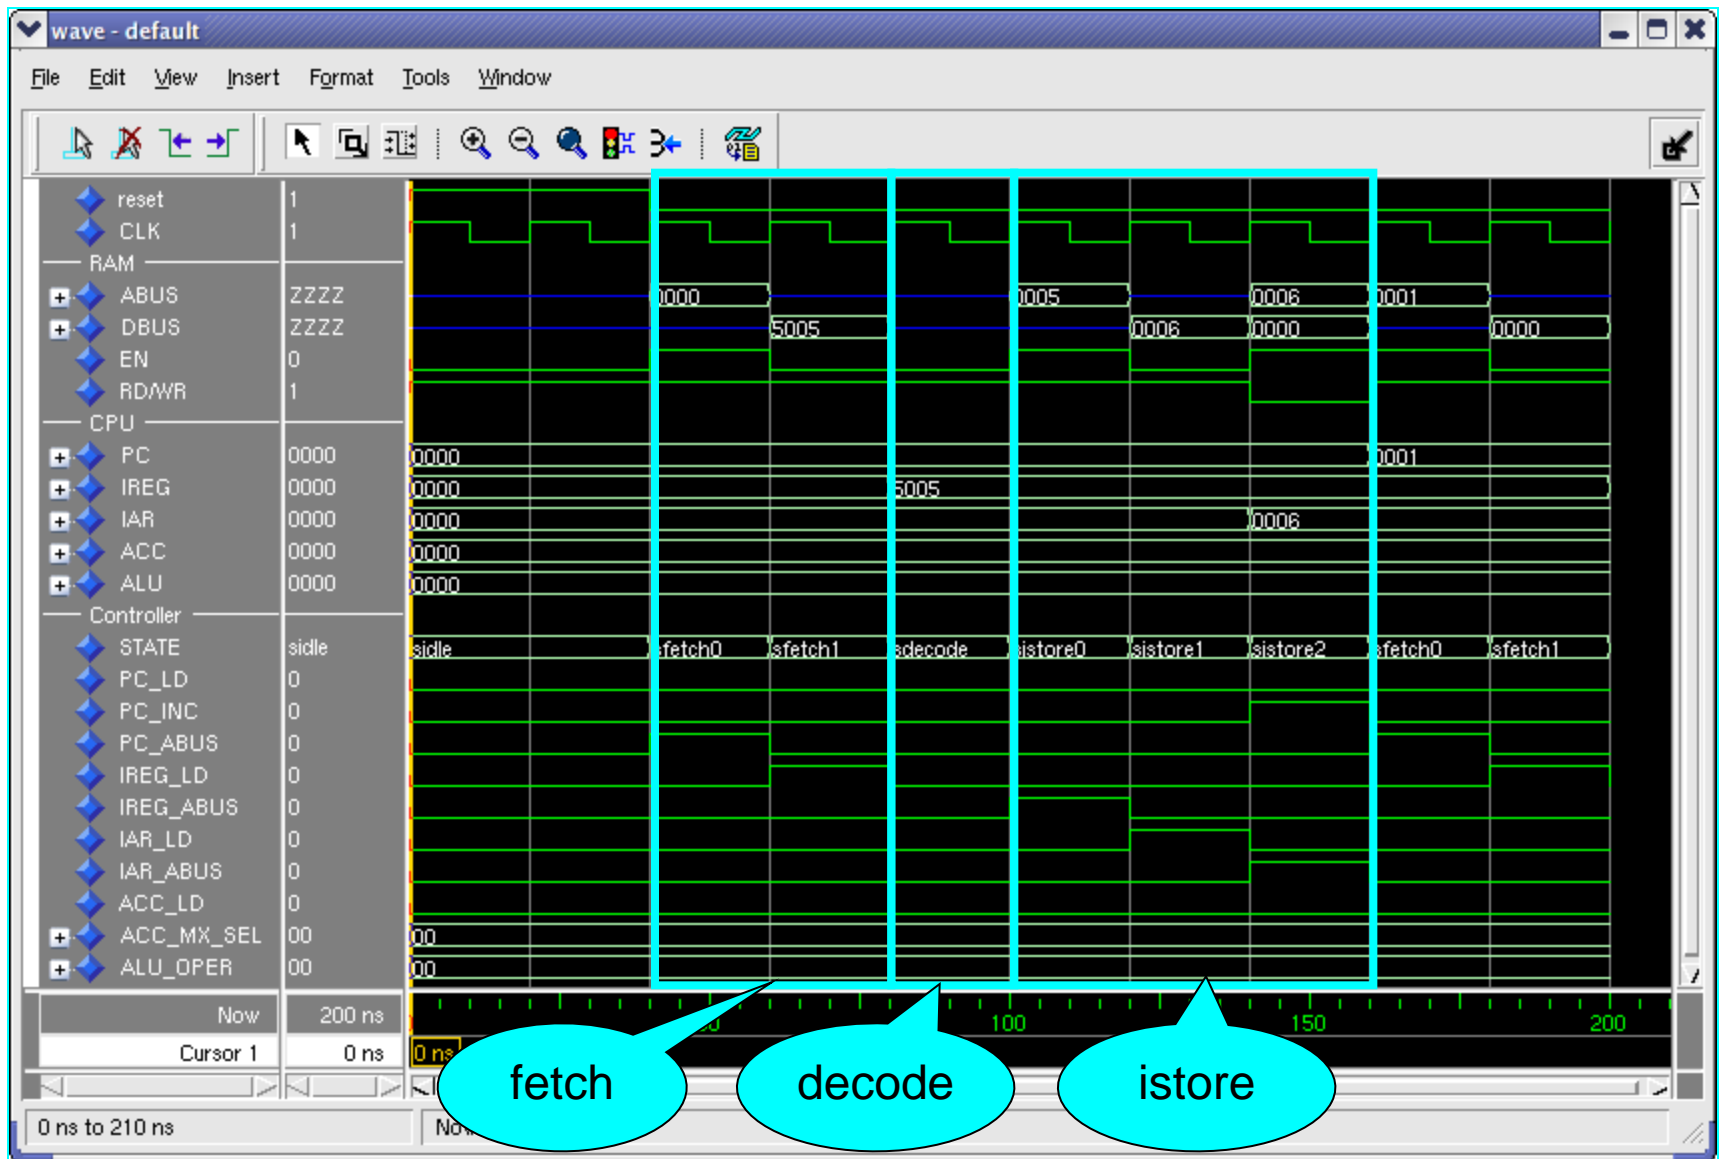 wave - default
File Edit View Insert Format Tools Window
reset 1
CLK 1
RAM
ABUS ZZZZ 0000 0005 0006 0001
DBUS ZZZZ 5005 0006 0000 0000
EN 0
RD/WR 1
CPU
PC 0000 0000 0001
IREG 0000 0000 5005
IAR 0000 0000 0006
ACC 0000 0000
ALU 0000 0000
Controller
STATE sidle sidle sfetch0 sfetch1 sdecode sistore0 sistore1 sistore2 sfetch0 sfetch1
PC_LD 0
PC_INC 0
PC_ABUS 0
IREG_LD 0
IREG_ABUS 0
IAR_LD 0
IAR_ABUS 0
ACC_LD 0
ACC_MX_SEL 00 00
ALU_OPER 00 00
Now 200 ns 100 150 200
Cursor 1 0 ns 0 ns
fetch decode istore
0 ns to 210 ns